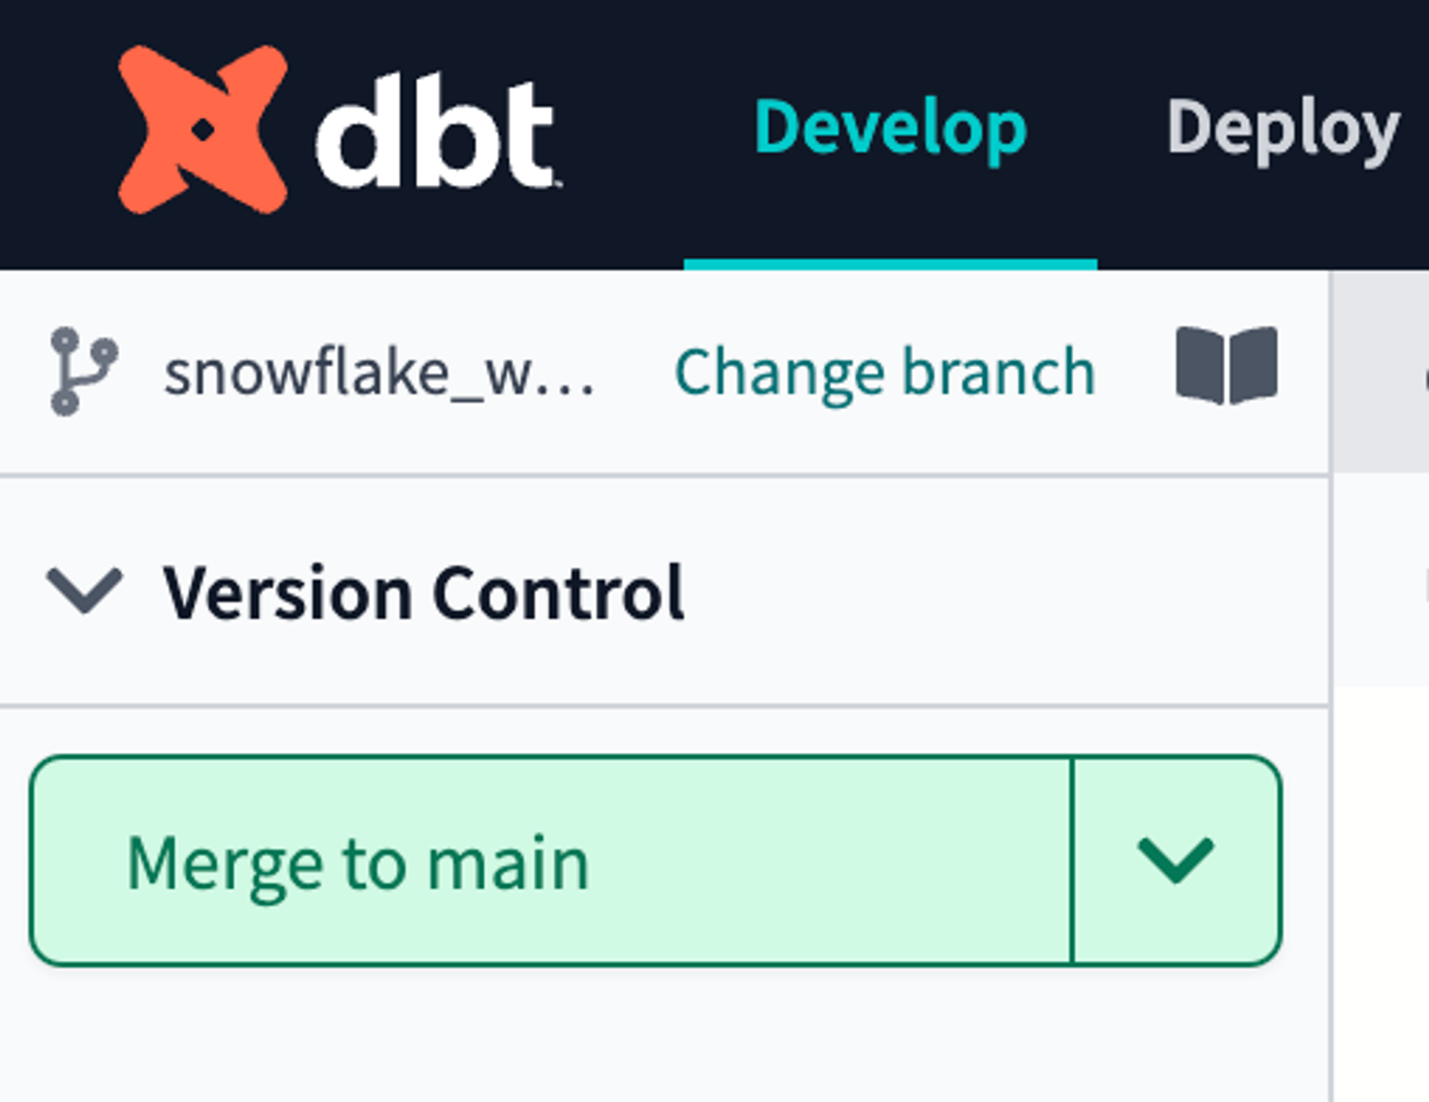 dbt Develop Deploy
snowflake_w... Change branch
Version Control
Merge to main